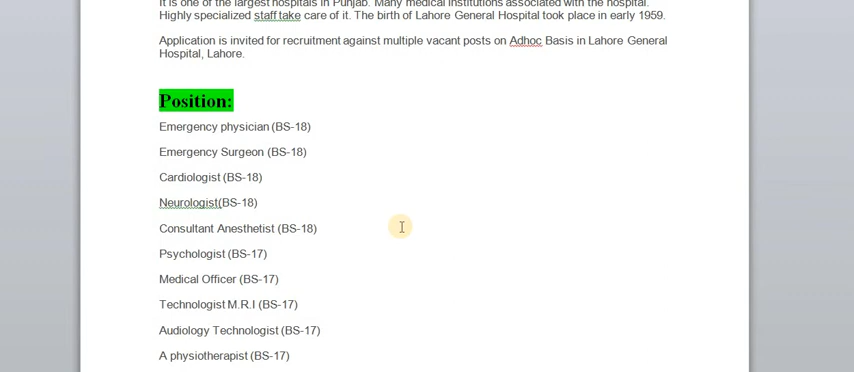 It is one of the largest hospitals in Punjab. Many medical institutions associated with the hospital.
Highly specialized staff take care of it. The birth of Lahore General Hospital took place in early 1959.
Application is invited for recruitment against multiple vacant posts on Adhoc Basis in Lahore General
Hospital, Lahore.
Position:
Emergency physician (BS-18)
Emergency Surgeon (BS-18)
Cardiologist (BS-18)
Neurologist(BS-18)
Consultant Anesthetist (BS-18)
Psychologist (BS-17)
Medical Officer (BS-17)
Technologist M.R.I (BS-17)
Audiology Technologist (BS-17)
A physiotherapist (BS-17)